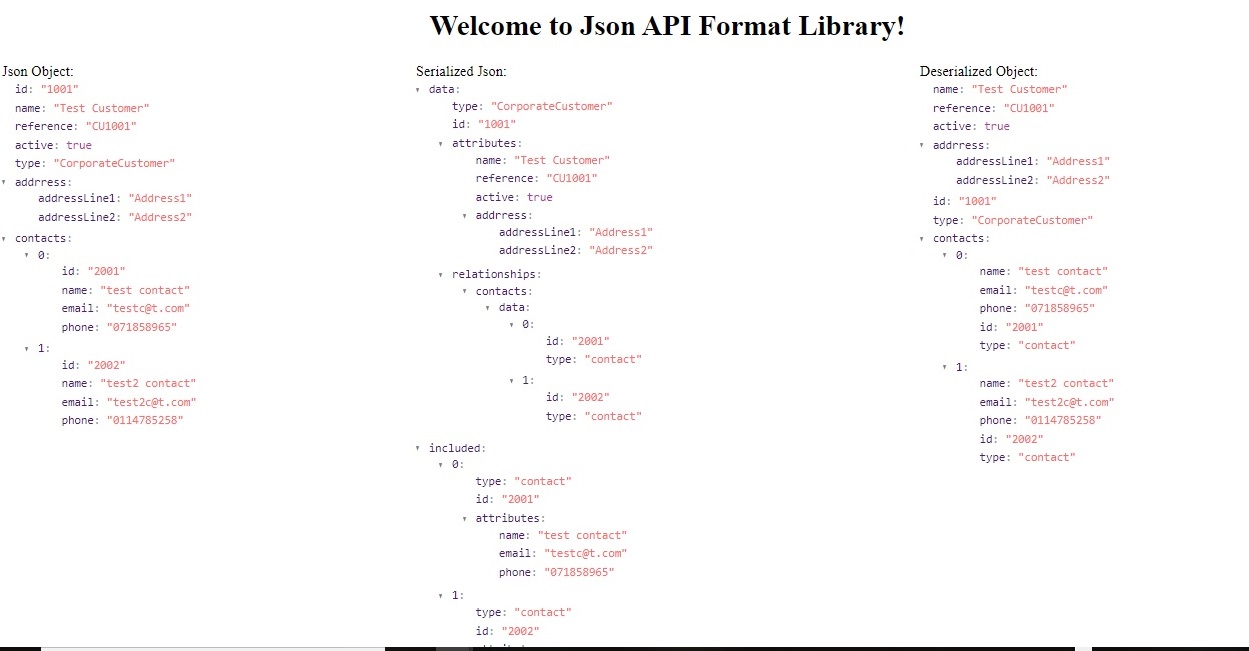 Welcome to Json API Format Library!
Json Object:
id: "1001"
name: "Test Customer"
reference: "CU1001"
active: true
type: "CorporateCustomer"
addrress:
addressLine1: "Address1"
addressLine2: "Address2"
contacts:
0:
id: "2001"
name: "test contact"
email: "testc@t.com"
phone: "071858965"
1:
id: "2002"
name: "test2 contact"
email: "test2c@t.com"
phone: "0114785258"
Serialized Json:
data:
type: "CorporateCustomer"
id: "1001"
attributes:
name: "Test Customer"
reference: "CU1001"
active: true
addrress:
addressLine1: "Address1"
addressLine2: "Address2"
relationships:
contacts:
data:
0:
id: "2001"
type: "contact"
1:
id: "2002"
type: "contact"
included:
0:
type: "contact"
id: "2001"
attributes:
name: "test contact"
email: "testc@t.com"
phone: "071858965"
1:
type: "contact"
id: "2002"
Deserialized Object:
name: "Test Customer"
reference: "CU1001"
active: true
addrress:
addressLine1: "Address1"
addressLine2: "Address2"
id: "1001"
type: "CorporateCustomer"
contacts:
0:
name: "test contact"
email: "testc@t.com"
phone: "071858965"
id: "2001"
type: "contact"
1:
name: "test2 contact"
email: "test2c@t.com"
phone: "0114785258"
id: "2002"
type: "contact"